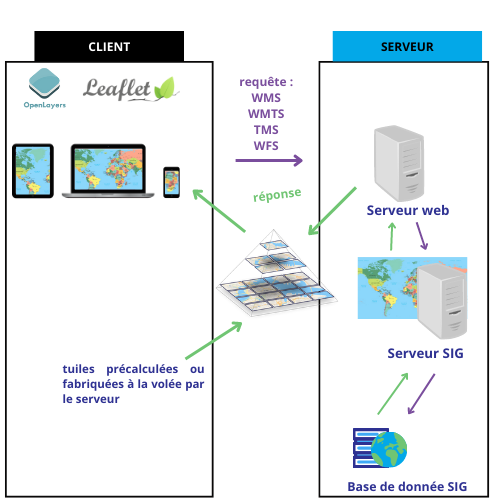 CLIENT
SERVEUR
OpenLayers
Leaflet
requête :
WMS
WMTS
TMS
WFS
réponse
Serveur web
Serveur SIG
tuiles précalculées ou
fabriquées à la volée par
le serveur
Base de donnée SIG